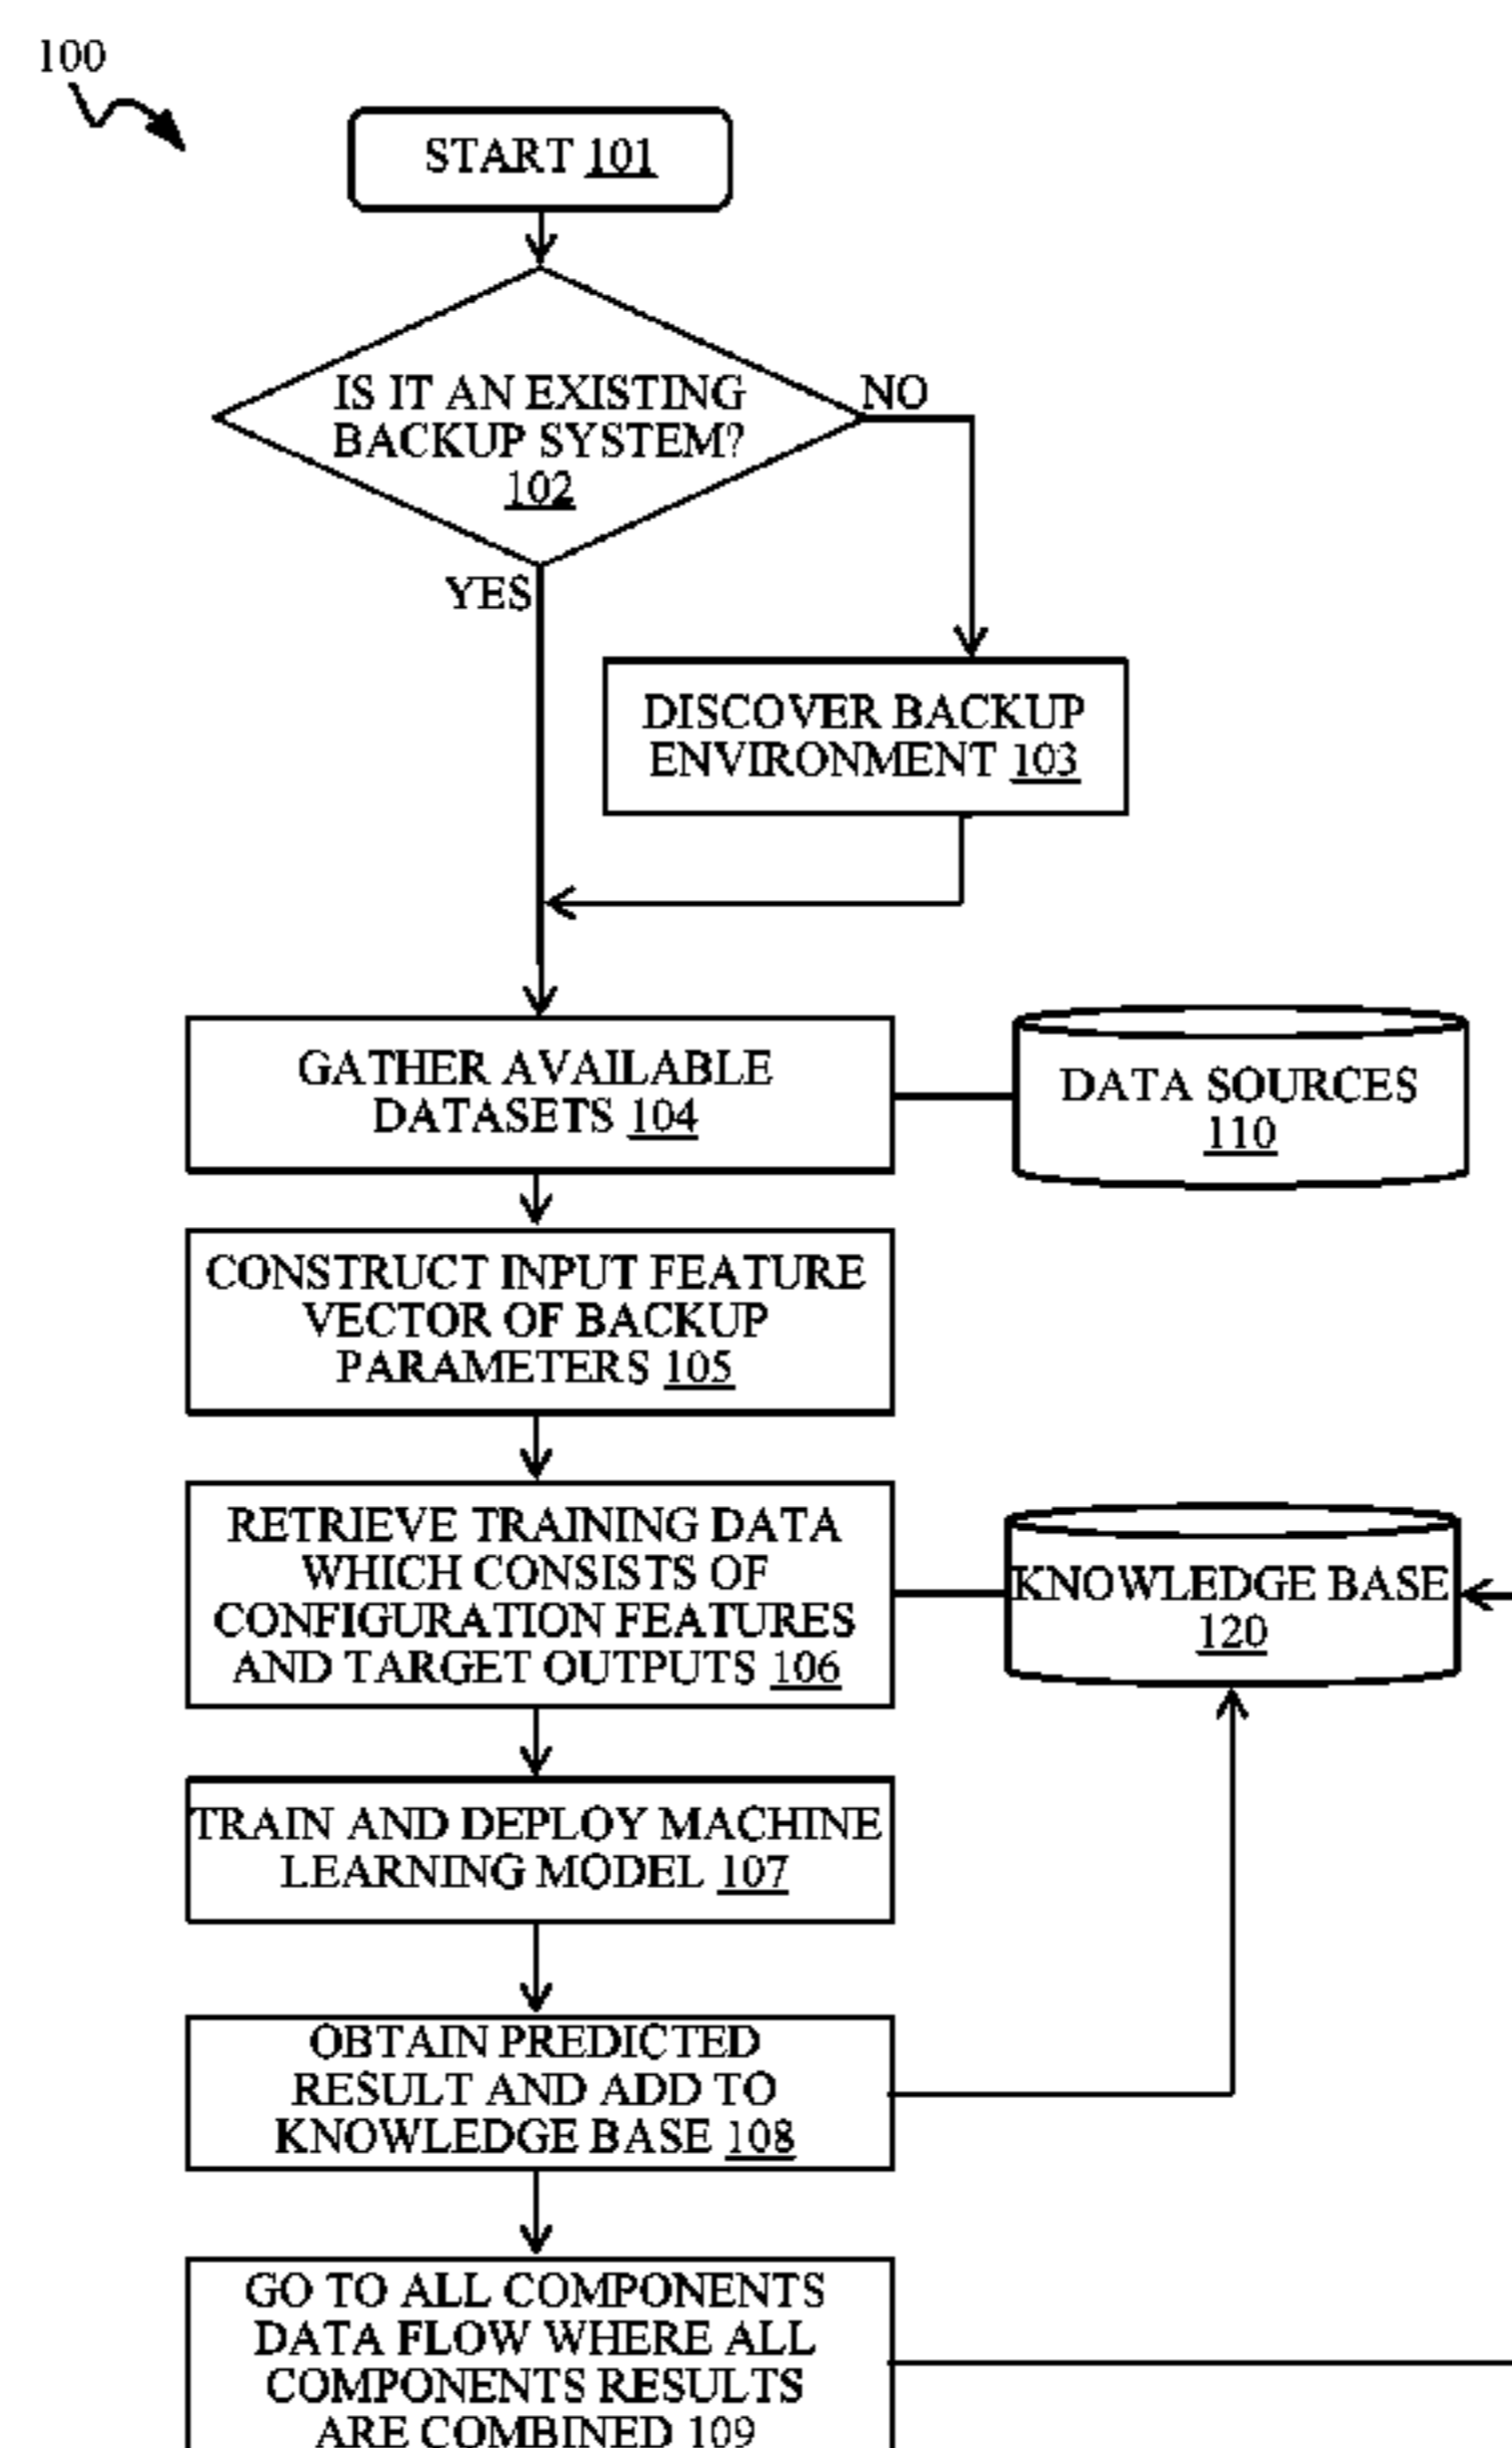 100
START 101
IS IT AN EXISTING
BACKUP SYSTEM?
102
NO
YES
DISCOVER BACKUP
ENVIRONMENT 103
GATHER AVAILABLE
DATASETS 104
DATA SOURCES
110
CONSTRUCT INPUT FEATURE
VECTOR OF BACKUP
PARAMETERS 105
RETRIEVE TRAINING DATA
WHICH CONSISTS OF
CONFIGURATION FEATURES
AND TARGET OUTPUTS 106
KNOWLEDGE BASE
120
TRAIN AND DEPLOY MACHINE
LEARNING MODEL 107
OBTAIN PREDICTED
RESULT AND ADD TO
KNOWLEDGE BASE 108
GO TO ALL COMPONENTS
DATA FLOW WHERE ALL
COMPONENTS RESULTS
ARE COMBINED 109